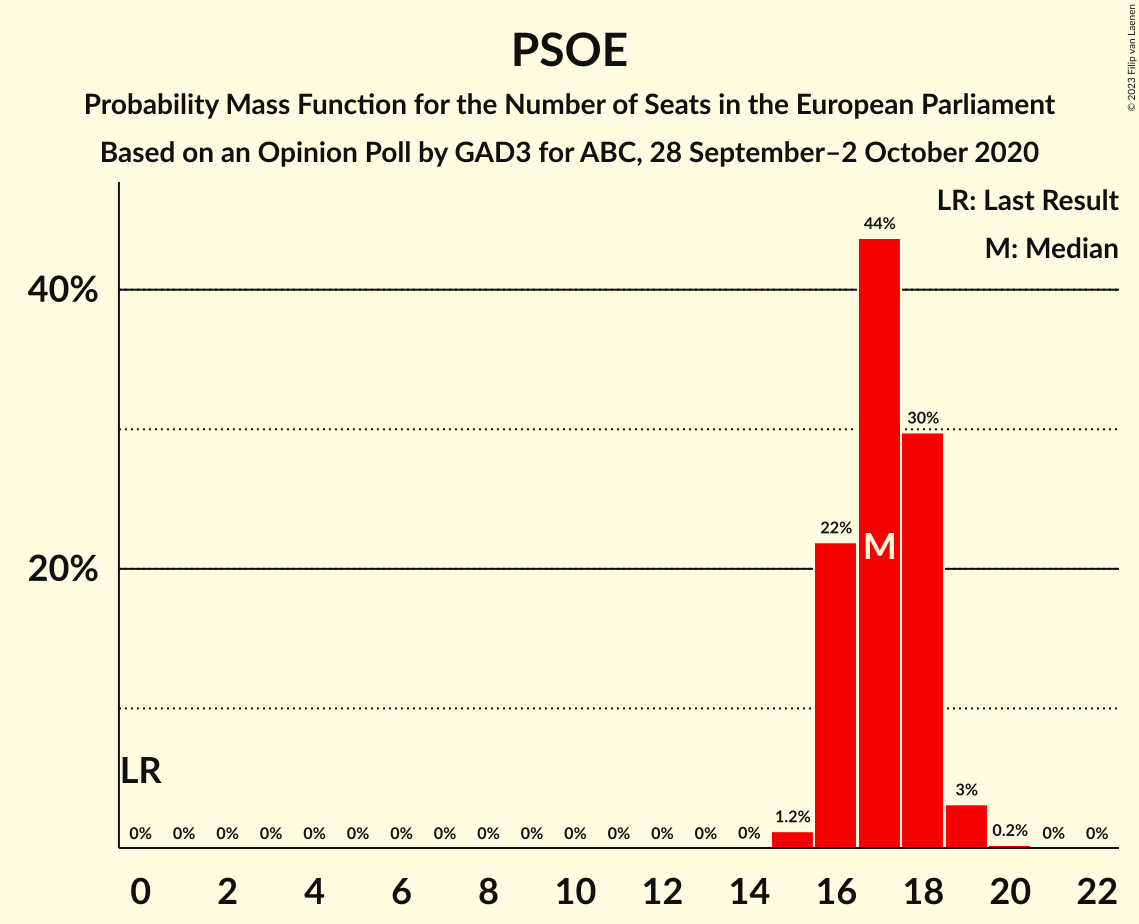 PSOE
Probability Mass Function for the Number of Seats in the European Parliament
Based on an Opinion Poll by GAD3 for ABC, 28 September–2 October 2020
© 2023 Filip van Laenen
LR: Last Result
M: Median
44%
40%
30%
22%
M
20%
LR
0% 0% 0% 0% 0% 0% 0% 0% 0% 0% 0% 0% 0% 0% 0% 1.2% 3% 0.2% 0% 0%
0 2 4 6 8 10 12 14 16 18 20 22